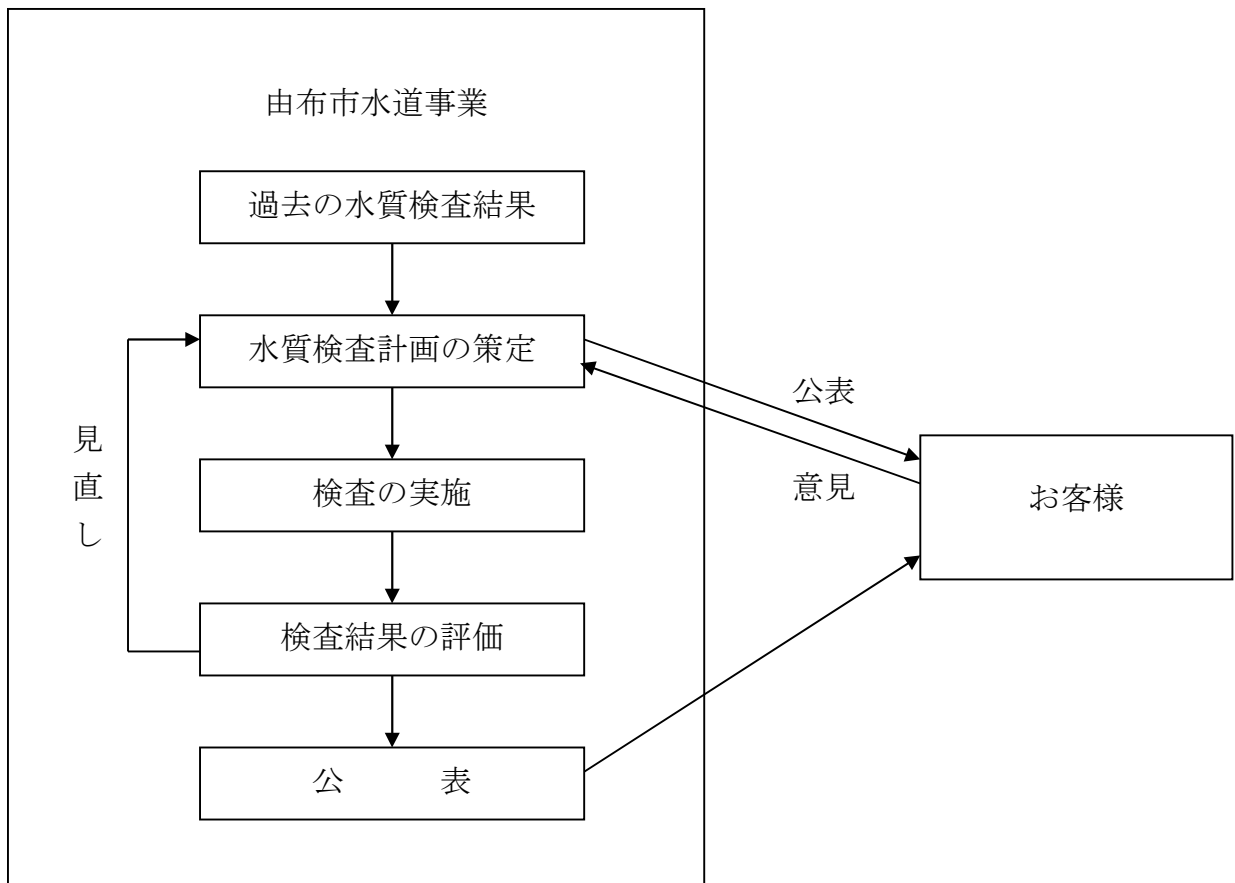 由布市水道事業
過去の水質検査結果
水質検査計画の策定
公表
見直し
意見
お客様
検査の実施
検査結果の評価
公　　　表